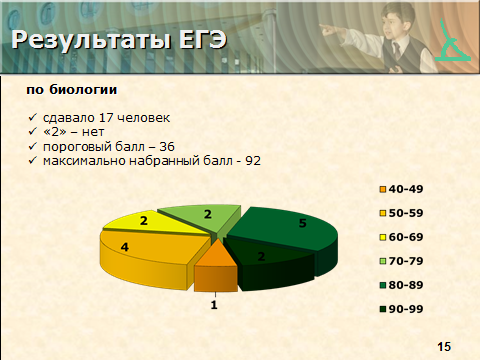 Результаты ЕГЭ
по биологии
✓ сдавало 17 человек
✓ «2» – нет
✓ пороговый балл – 36
✓ максимально набранный балл - 92
40-49
50-59
60-69
70-79
80-89
90-99
2
5
2
4
2
1
15